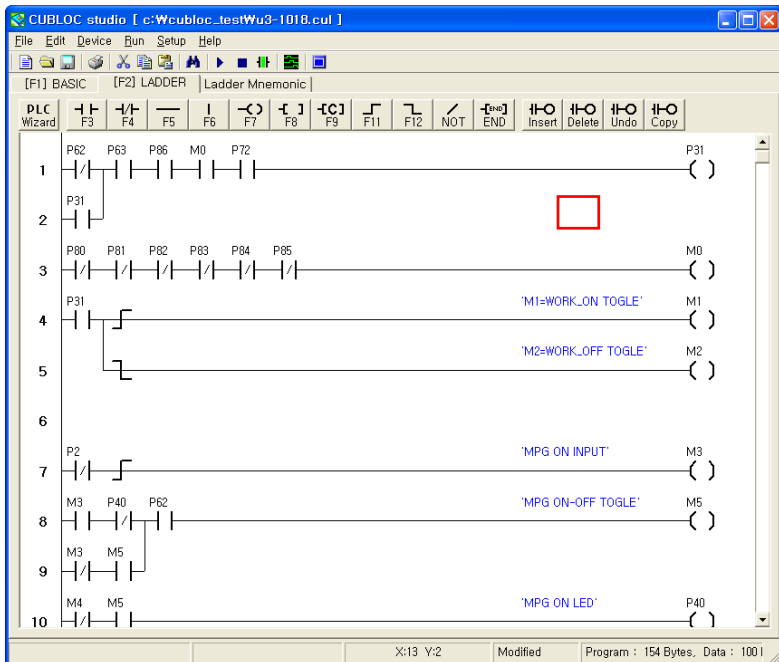 CUBLOC studio [ c:₩cubloc_test₩u3-1018.cul ]
File Edit Device Run Setup Help
[F1] BASIC [F2] LADDER Ladder Mnemonic
PLC Wizard F3 F4 F5 F6 F7 F8 [C] F9 F11 F12 NOT [END] END Insert Delete Undo Copy
P62 P63 P86 M0 P72 P31
1
P31
2
P80 P81 P82 P83 P84 P85 M0
3
P31 'M1=WORK_ON TOGLE' M1
4
'M2=WORK_OFF TOGLE' M2
5
6
P2 'MPG ON INPUT' M3
7
M3 P40 P62 'MPG ON-OFF TOGLE' M5
8
M3 M5
9
M4 M5 'MPG ON LED' P40
10
X:13 Y:2 Modified Program : 154 Bytes, Data : 100